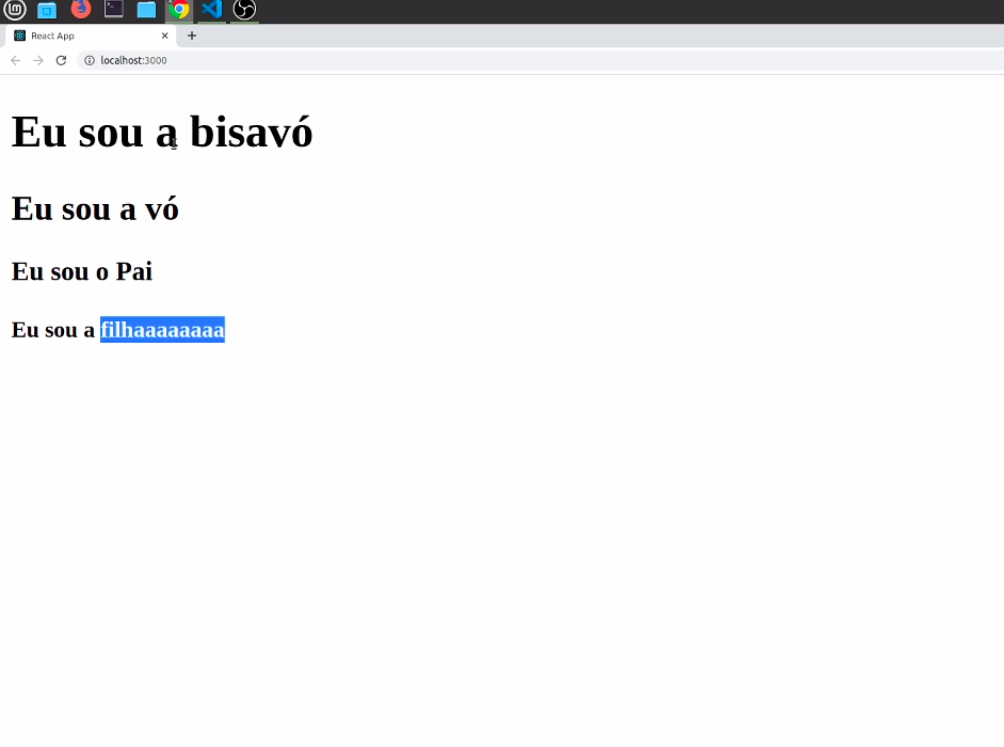 React App
localhost:3000
Eu sou a bisavó
Eu sou a vó
Eu sou o Pai
Eu sou a filhaaaaaaaa